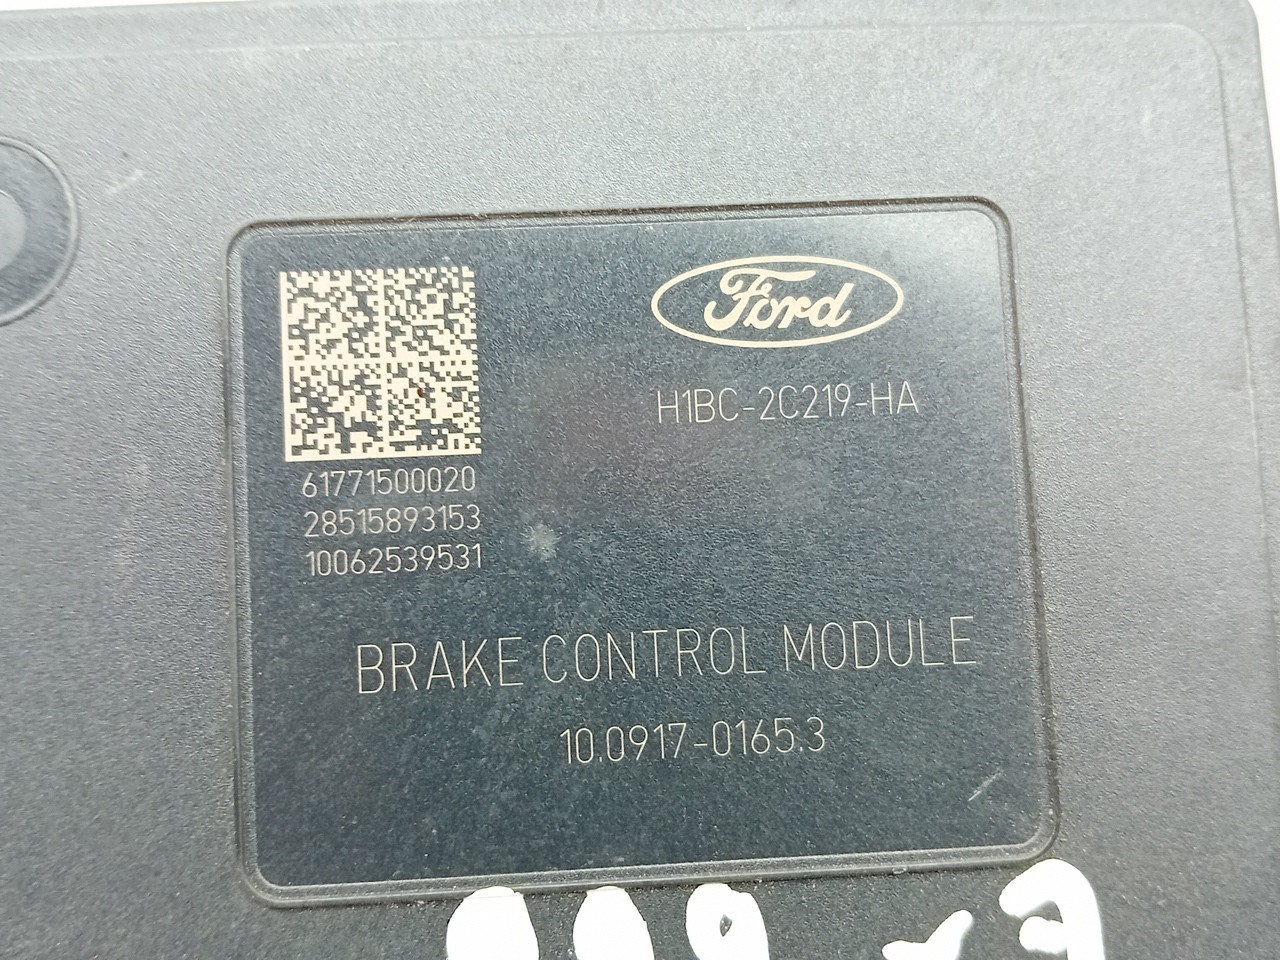 Ford
H1BC-2C219-HA
61771500020
28515893153
10062539531
BRAKE CONTROL MODULE
10.0917-0165.3